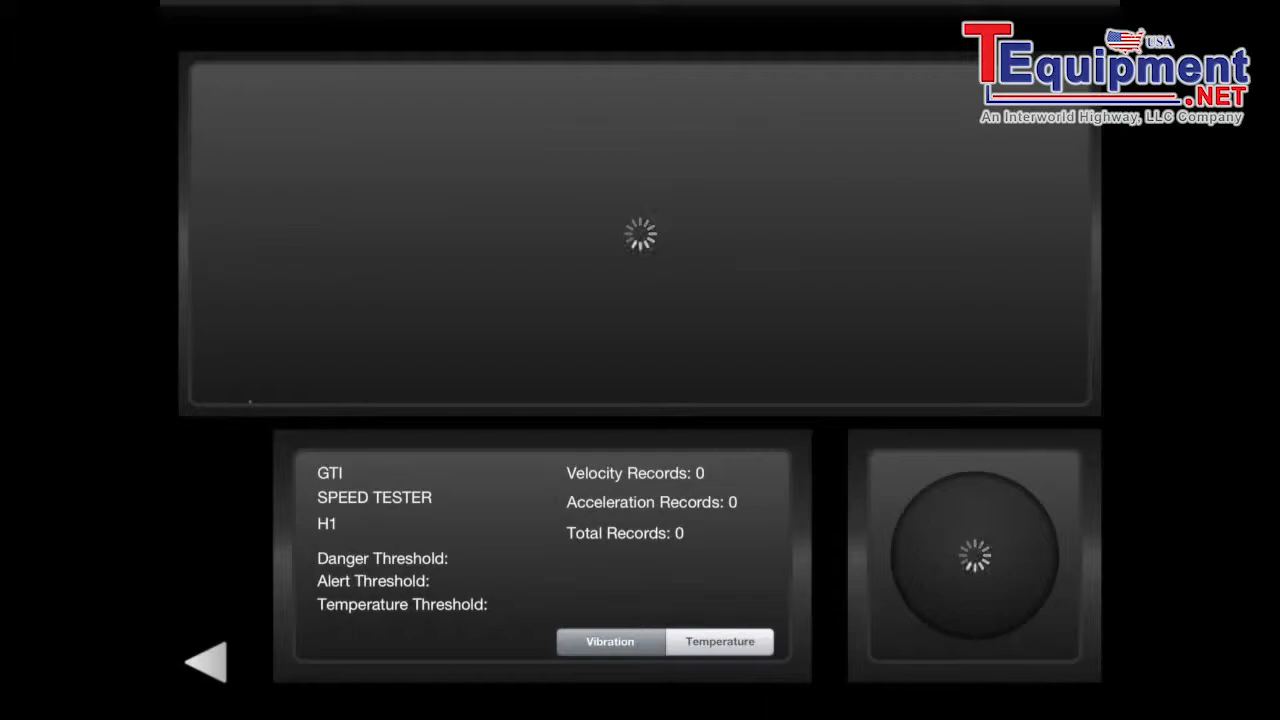 USA
TEquipment
.NET
An Interworld Highway, LLC Company
GTI
SPEED TESTER
H1
Danger Threshold:
Alert Threshold:
Temperature Threshold:
Velocity Records: 0
Acceleration Records: 0
Total Records: 0
Vibration
Temperature